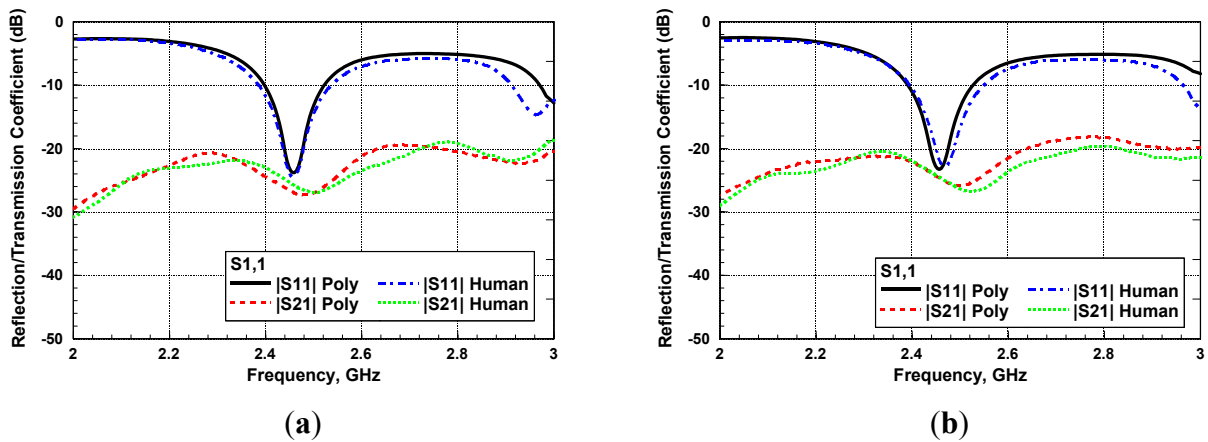 Reflection/Transmission Coefficient (dB)
0
-10
-20
-30
-40
-50
S1,1
|S11| Poly |S11| Human
|S21| Poly |S21| Human
2 2.2 2.4 2.6 2.8 3
Frequency, GHz
(a)
Reflection/Transmission Coefficient (dB)
0
-10
-20
-30
-40
-50
S1,1
|S11| Poly |S11| Human
|S21| Poly |S21| Human
2 2.2 2.4 2.6 2.8 3
Frequency, GHz
(b)